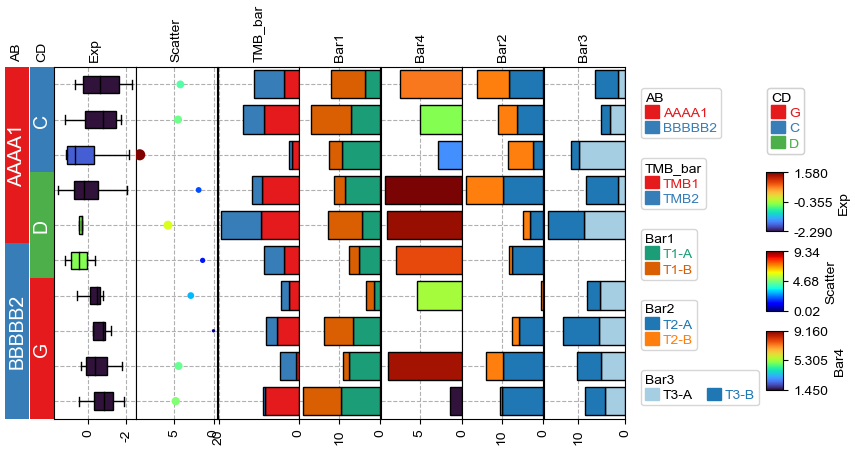 AB
CD
Exp
Scatter
TMB_bar
Bar1
Bar4
Bar2
Bar3
AAAA1
BBBBB2
C
D
G
0
-2
5
0
20
0
10
0
5
0
10
0
10
0
AB
AAAA1
BBBBB2
TMB_bar
TMB1
TMB2
Bar1
T1-A
T1-B
Bar2
T2-A
T2-B
Bar3
T3-A T3-B
CD
G
C
D
1.580
-0.355
-2.290
Exp
9.34
4.68
0.02
Scatter
9.160
5.305
1.450
Bar4